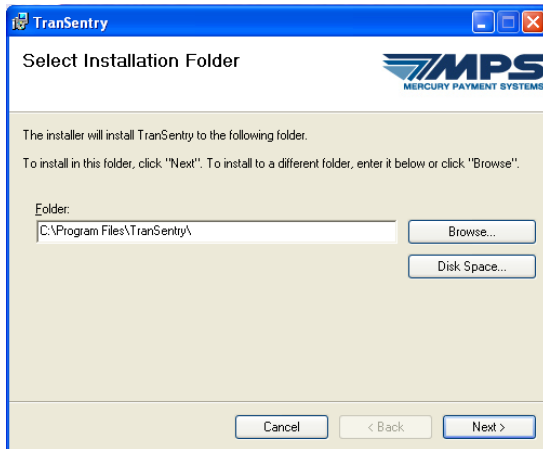 TranSentry
Select Installation Folder
MPS
MERCURY PAYMENT SYSTEMS
The installer will install TranSentry to the following folder.
To install in this folder, click "Next". To install to a different folder, enter it below or click "Browse".
Folder:
C:\Program Files\TranSentry\
Browse...
Disk Space...
Cancel
< Back
Next >